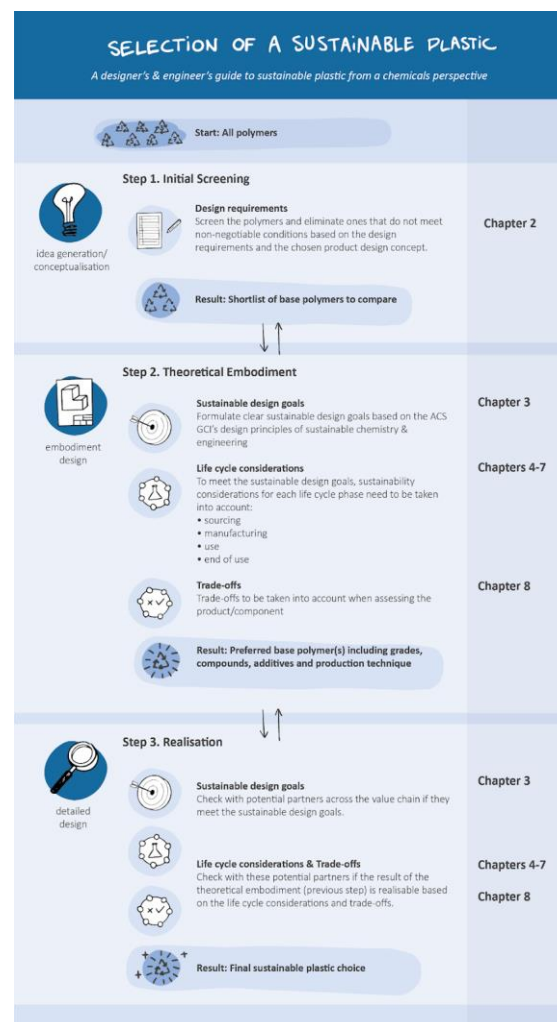 SELECTION OF A SUSTAINABLE PLASTIC
A designer's & engineer's guide to sustainable plastic from a chemicals perspective
Start: All polymers
Step 1. Initial Screening
idea generation/
conceptualisation
Design requirements
Screen the polymers and eliminate ones that do not meet
non-negotiable conditions based on the design
requirements and the chosen product design concept.
Chapter 2
Result: Shortlist of base polymers to compare
Step 2. Theoretical Embodiment
embodiment
design
Sustainable design goals
Formulate clear sustainable design goals based on the ACS
GCI's design principles of sustainable chemistry &
engineering
Chapter 3
Life cycle considerations
To meet the sustainable design goals, sustainability
considerations for each life cycle phase need to be taken
into account:
• sourcing
• manufacturing
• use
• end of use
Chapters 4-7
Trade-offs
Trade-offs to be taken into account when assessing the
product/component
Chapter 8
Result: Preferred base polymer(s) including grades,
compounds, additives and production technique
Step 3. Realisation
detailed
design
Sustainable design goals
Check with potential partners across the value chain if they
meet the sustainable design goals.
Chapter 3
Life cycle considerations & Trade-offs
Check with these potential partners if the result of the
theoretical embodiment (previous step) is realisable based
on the life cycle considerations and trade-offs.
Chapters 4-7
Chapter 8
Result: Final sustainable plastic choice